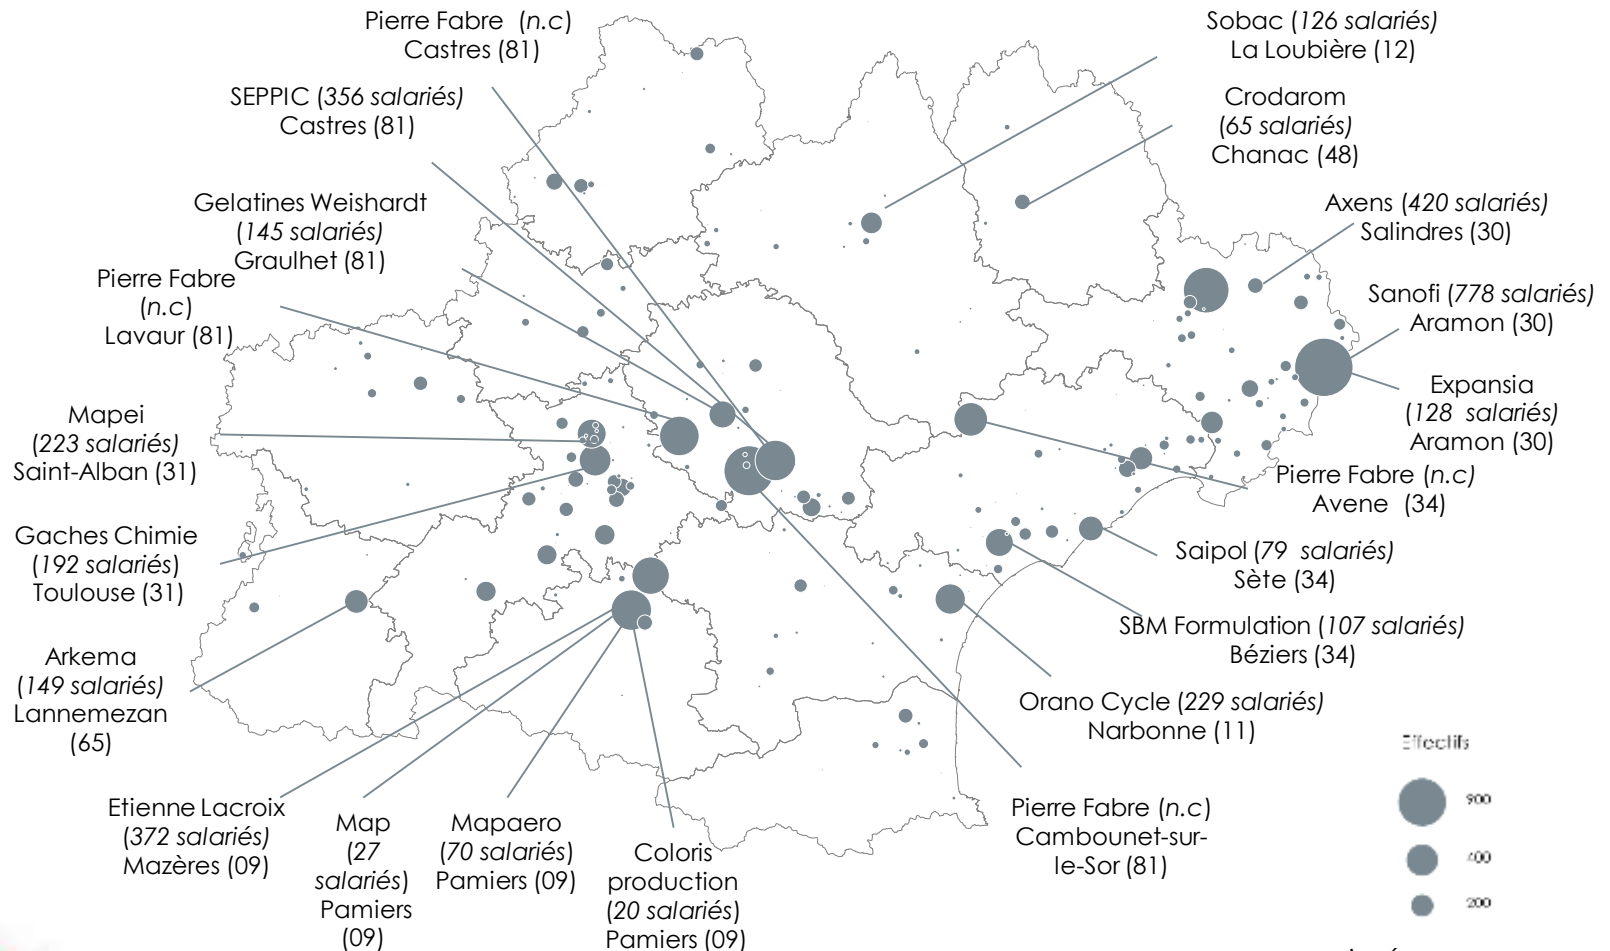 Pierre Fabre (n.c)
Castres (81)
SEPPIC (356 salariés)
Castres (81)
Gelatines Weishardt
(145 salariés)
Graulhet (81)
Pierre Fabre
(n.c)
Lavaur (81)
Mapei
(223 salariés)
Saint-Alban (31)
Gaches Chimie
(192 salariés)
Toulouse (31)
Arkema
(149 salariés)
Lannemezan
(65)
Etienne Lacroix
(372 salariés)
Mazères (09)
Map
(27
salariés)
Pamiers
(09)
Mapaero
(70 salariés)
Pamiers (09)
Coloris
production
(20 salariés)
Pamiers (09)
Sobac (126 salariés)
La Loubière (12)
Crodarom
(65 salariés)
Chanac (48)
Axens (420 salariés)
Salindres (30)
Sanofi (778 salariés)
Aramon (30)
Expansia
(128 salariés)
Aramon (30)
Pierre Fabre (n.c)
Avene (34)
Saipol (79 salariés)
Sète (34)
SBM Formulation (107 salariés)
Béziers (34)
Orano Cycle (229 salariés)
Narbonne (11)
Pierre Fabre (n.c)
Cambounet-sur-
le-Sor (81)
Effectifs
900
400
200